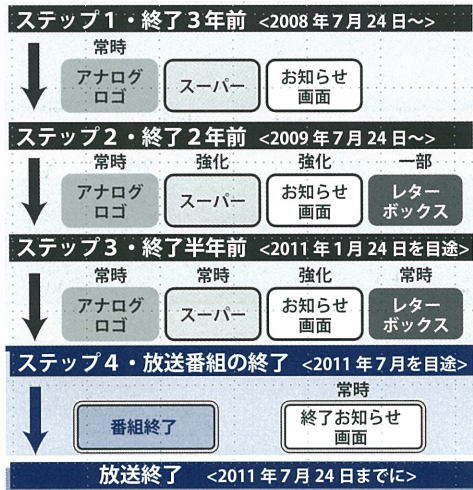 ステップ１・終了３年前 <2008年7月24日～>
常時
アナログ
ロゴ
スーパー
お知らせ
画面
ステップ２・終了２年前 <2009年7月24日～>
常時 強化 強化 一部
アナログ
ロゴ
スーパー
お知らせ
画面
レター
ボックス
ステップ３・終了半年前 <2011年1月24日を目途>
常時 常時 強化 常時
アナログ
ロゴ
スーパー
お知らせ
画面
レター
ボックス
ステップ４・放送番組の終了 <2011年7月を目途>
常時
番組終了
終了お知らせ
画面
放送終了 <2011年7月24日までに>